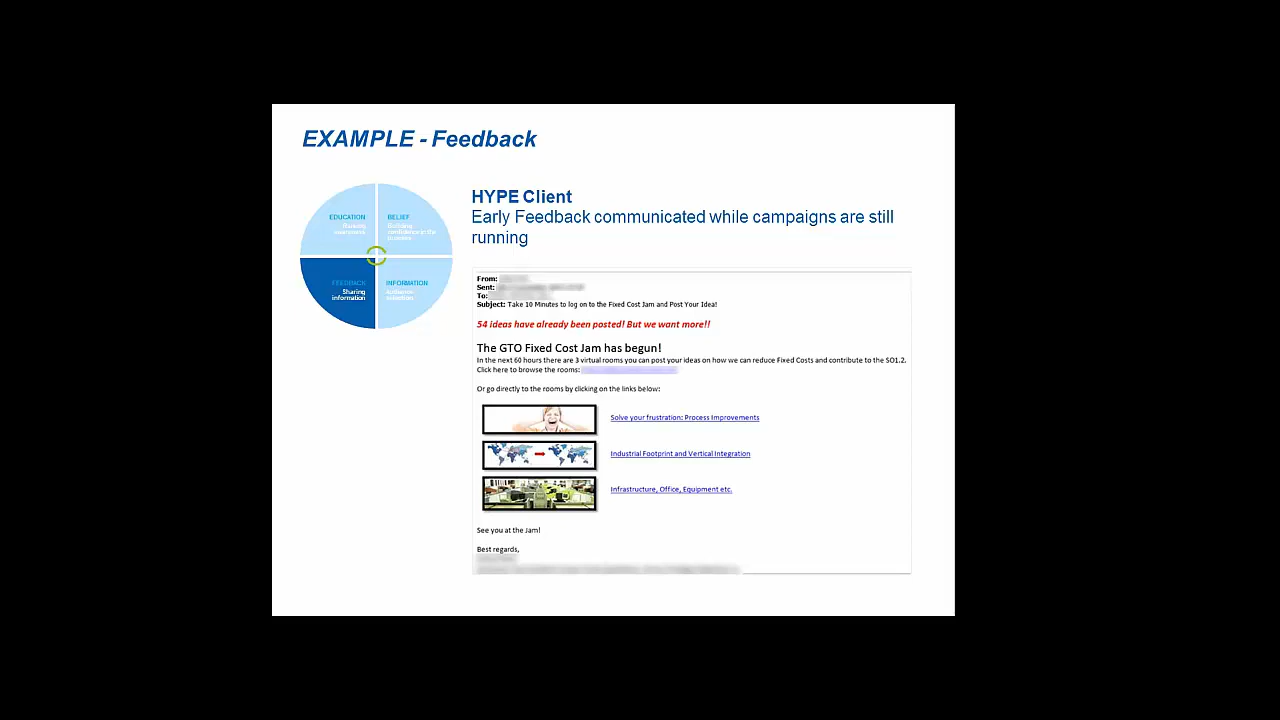 EXAMPLE - Feedback
EDUCATION
BELIEF
FEEDBACK
Sharing
information
INFORMATION
HYPE Client
Early Feedback communicated while campaigns are still
running
From:
Sent:
To:
Subject: Take 10 Minutes to log on to the Fixed Cost Jam and Post Your Idea!
54 ideas have already been posted! But we want more!!
The GTO Fixed Cost Jam has begun!
In the next 60 hours there are 3 virtual rooms you can post your ideas on how we can reduce Fixed Costs and contribute to the SO1.2.
Click here to browse the rooms:
Or go directly to the rooms by clicking on the links below:
Solve your frustration: Process Improvements
Industrial Footprint and Vertical Integration
Infrastructure, Office, Equipment etc.
See you at the Jam!
Best regards,